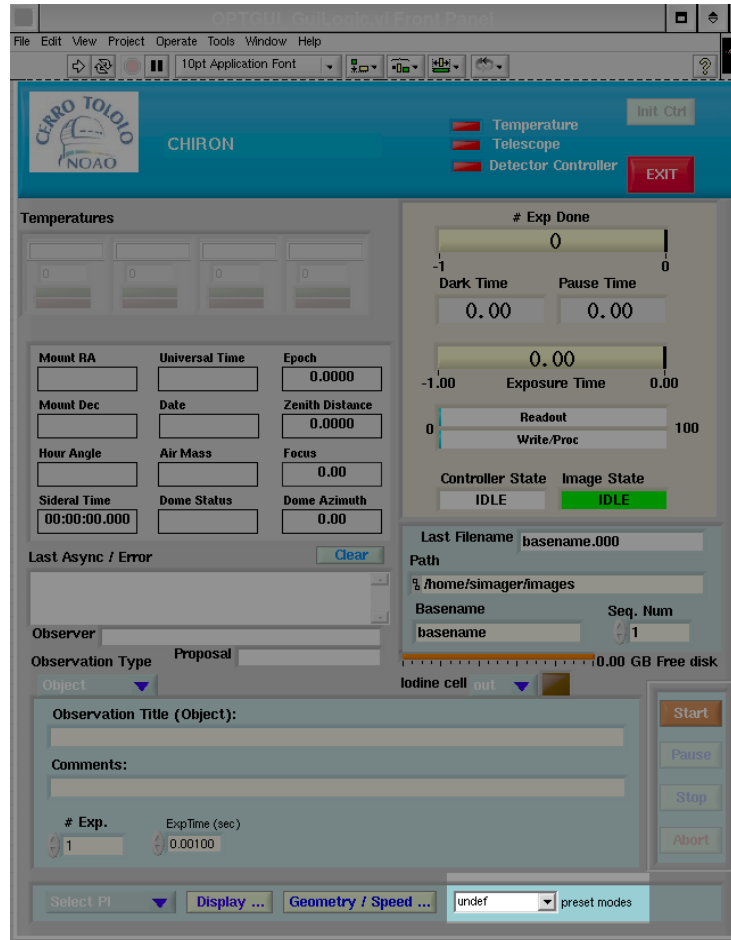 OPTGUI_GuiLogic.vi Front Panel
File Edit View Project Operate Tools Window Help
10pt Application Font
?
CERRO TOLOLO
NOAO
CHIRON
Temperature
Telescope
Detector Controller
Init Ctrl
EXIT
Temperatures
0 0 0 0
# Exp Done
0
-1 0
Dark Time Pause Time
0.00 0.00
0.00
-1.00 Exposure Time 0.00
Readout
0 100
Write/Proc
Controller State Image State
IDLE IDLE
Mount RA Universal Time Epoch
0.0000
Mount Dec Date Zenith Distance
0.0000
Hour Angle Air Mass Focus
0.00
Sideral Time Dome Status Dome Azimuth
00:00:00.000 0.00
Last Async / Error Clear
Last Filename basename.000
Path
/home/simager/images
Basename Seq. Num
basename 1
Observer
Proposal
Observation Type
0.00 GB Free disk
Object
Iodine cell out
Observation Title (Object):
Comments:
# Exp. ExpTime (sec)
1 0.00100
Start
Pause
Stop
Abort
Select PI Display ... Geometry / Speed ... undef preset modes